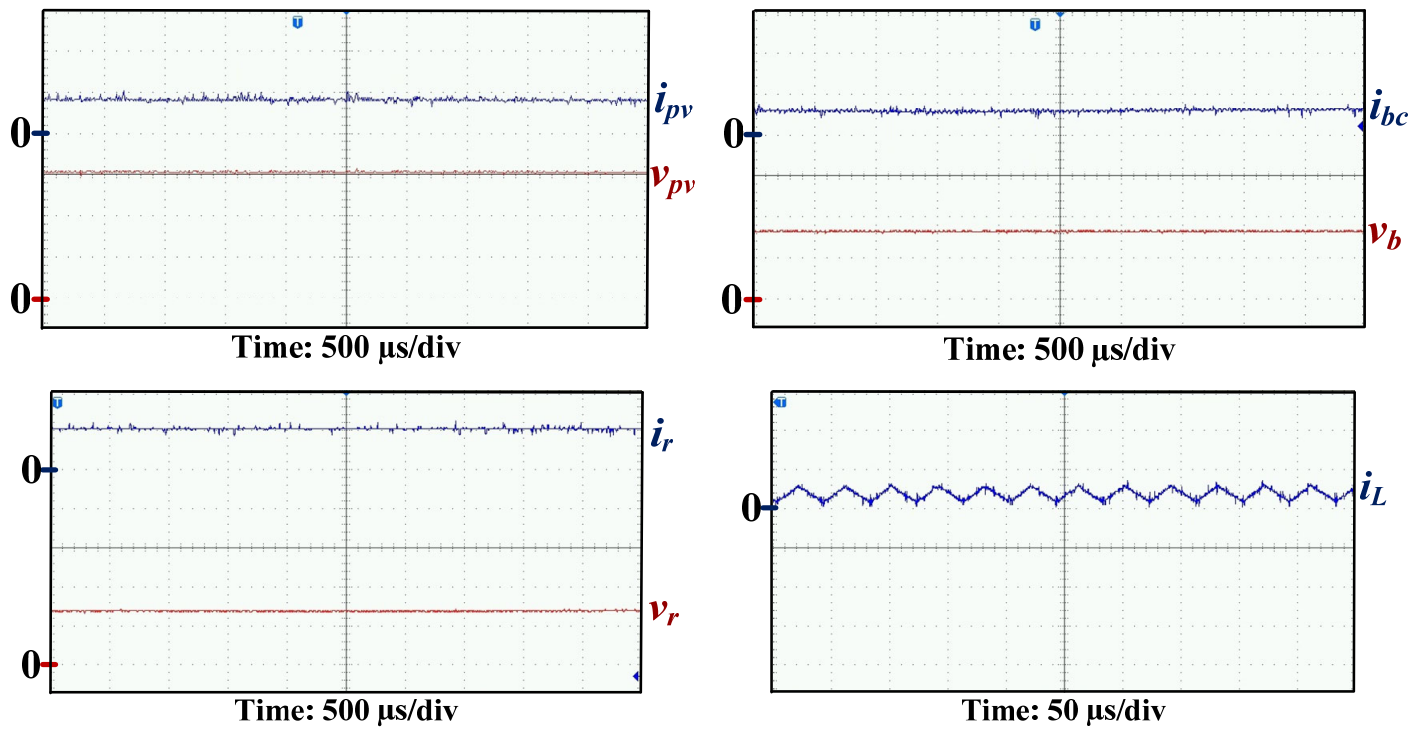 T
T
i_pv
i_bc
0
0
v_pv
v_b
0
0
Time: 500 µs/div
Time: 500 µs/div
T
T
i_r
0
i_L
0
v_r
0
Time: 500 µs/div
Time: 50 µs/div